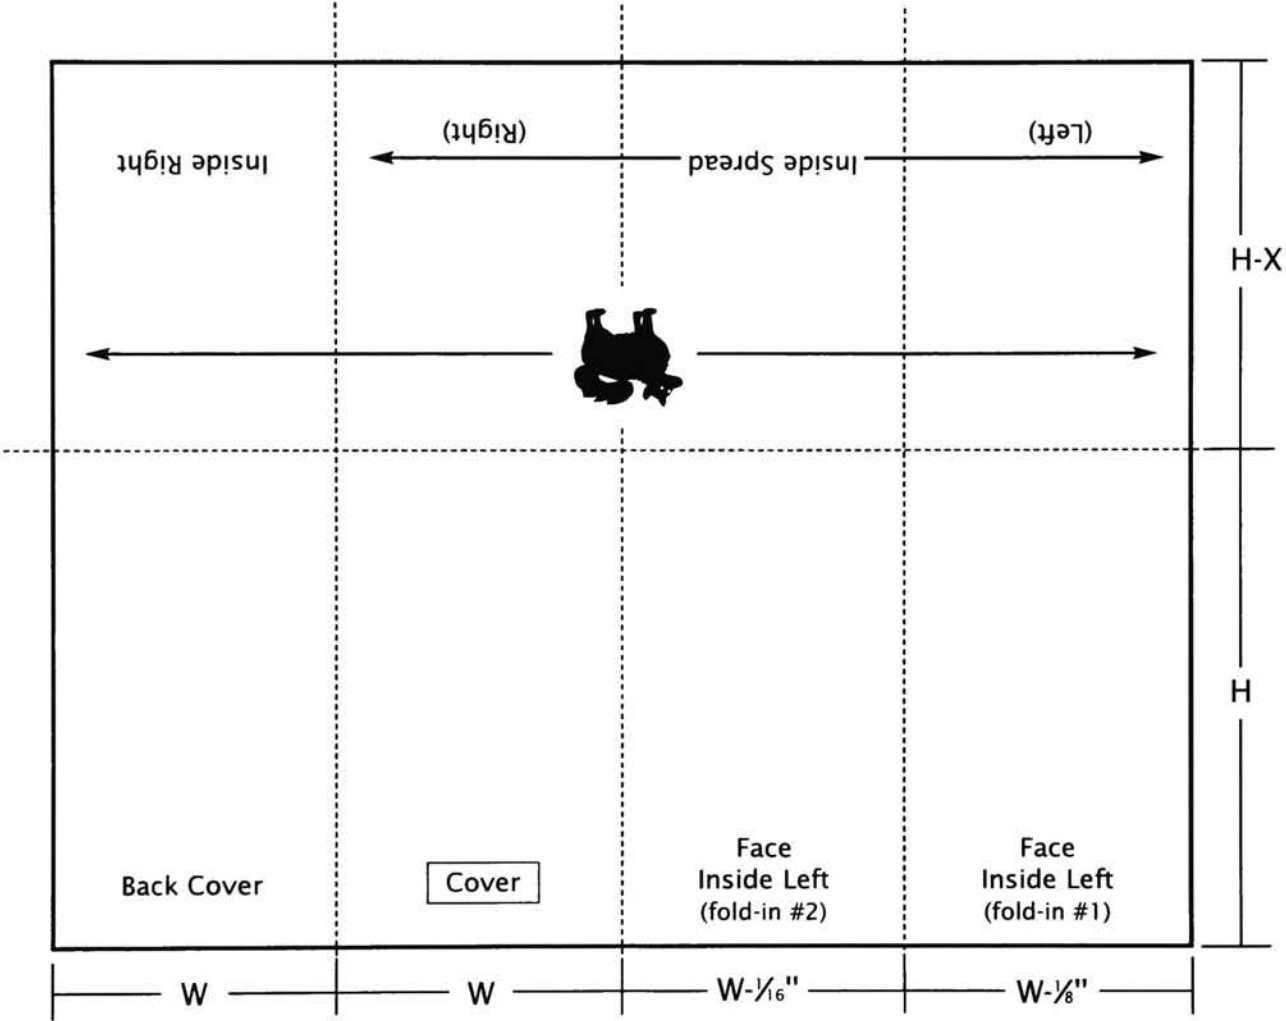 (Right)
(Left)
Inside Right
Inside Spread
H-X
H
Back Cover
Cover
Face
Inside Left
(fold-in #2)
Face
Inside Left
(fold-in #1)
W
W
W-1/16"
W-1/8"